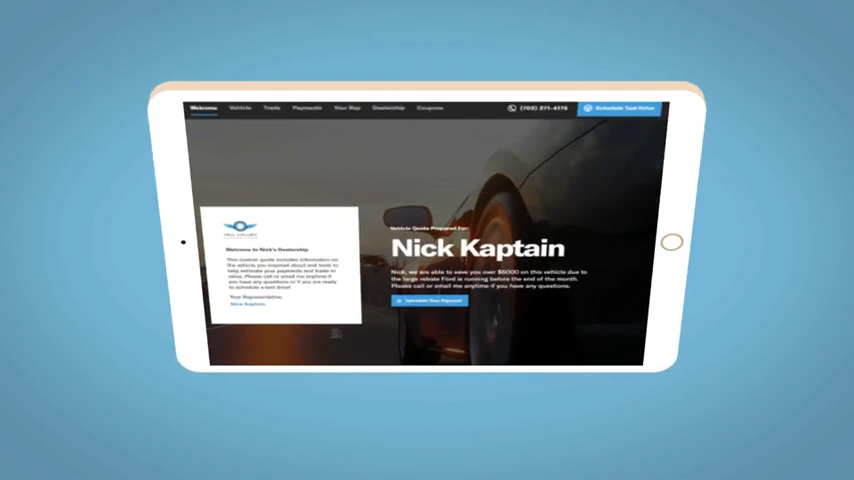 Welcome Vehicle Trade Payments Your Rep Dealership Coupons (702) 271-4176 Schedule Test Drive
HILL VALLEY
Welcome to Nick's Dealership
This custom quote includes information on
the vehicle you inquired about and tools to
help estimate your payments and trade-in
value. Please call or email me anytime if
you have any questions or if you are ready
to schedule a test drive!
Your Representative,
Nick Kaptain
Vehicle Quote Prepared For:
Nick Kaptain
Nick, we are able to save you over $6000 on this vehicle due to
the large rebate Ford is running before the end of the month.
Please call or email me anytime if you have any questions.
Calculate Your Payment